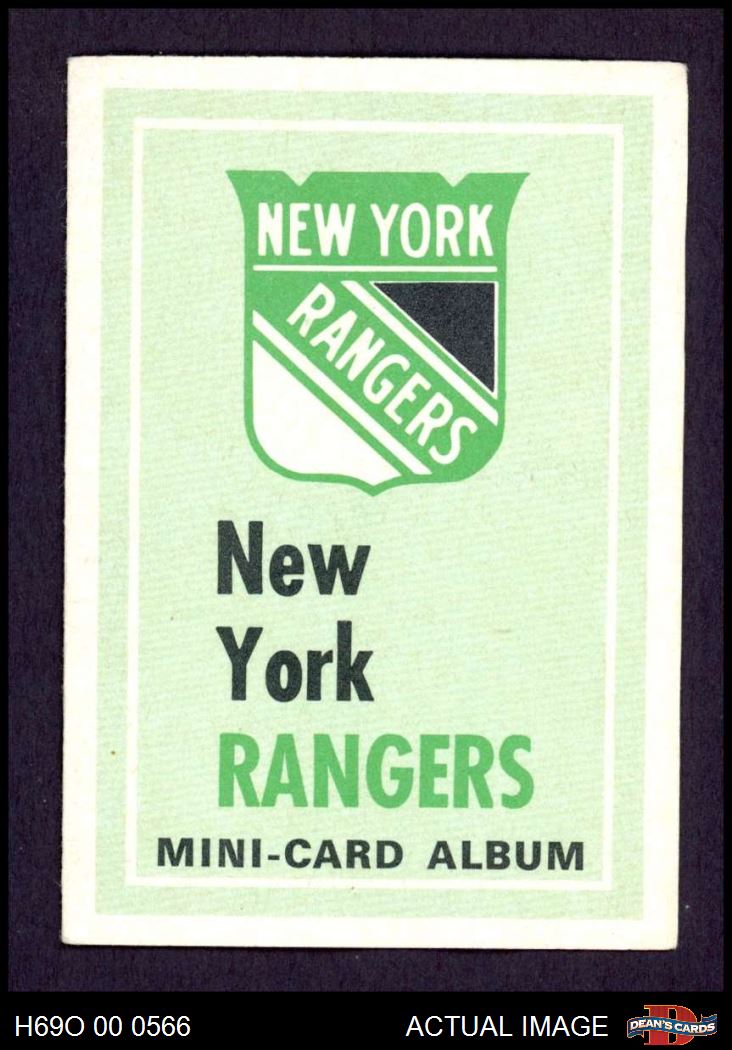 NEW YORK
RANGERS
New
York
RANGERS
MINI-CARD ALBUM
H69O 00 0566
ACTUAL IMAGE
D
DEAN'S CARDS